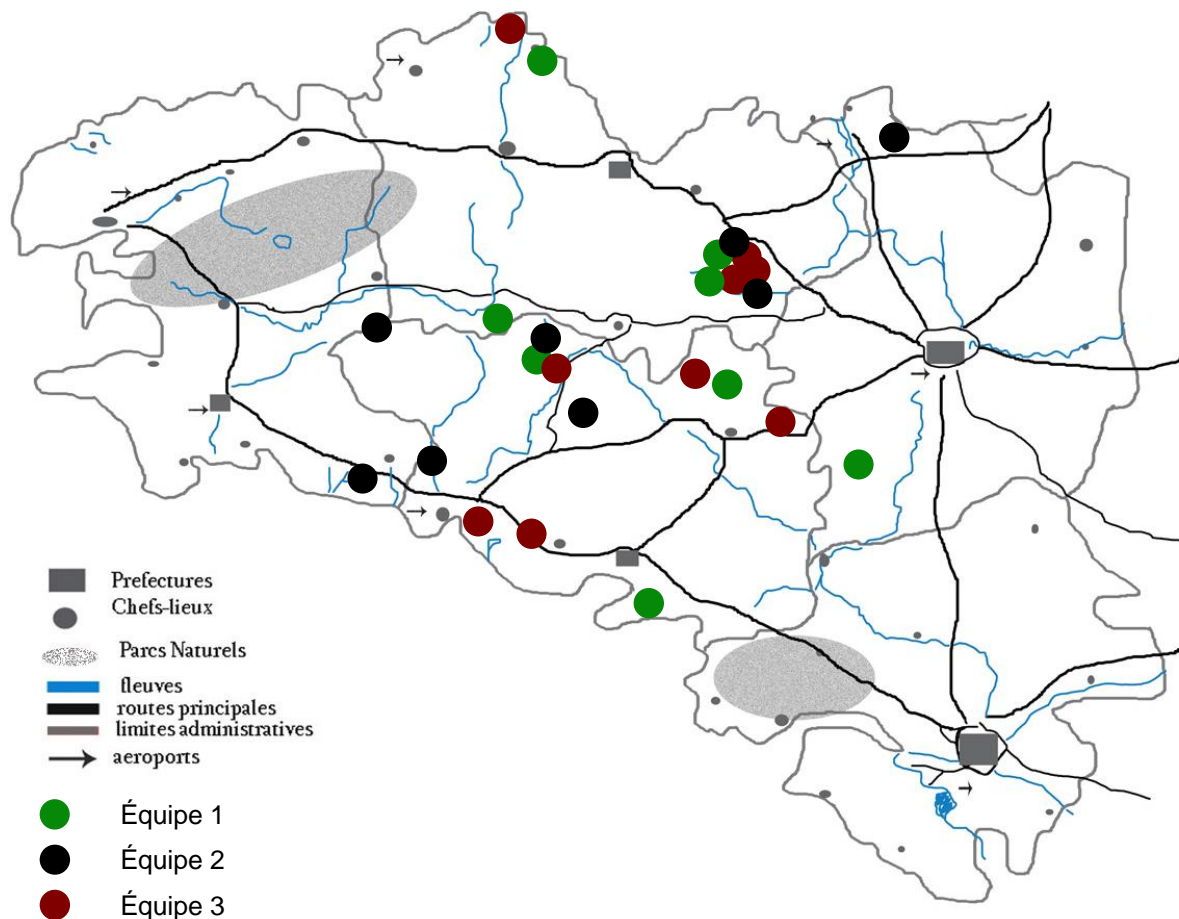 Prefectures
Chefs-lieux
Parcs Naturels
fleuves
routes principales
limites administratives
aeroports
Équipe 1
Équipe 2
Équipe 3